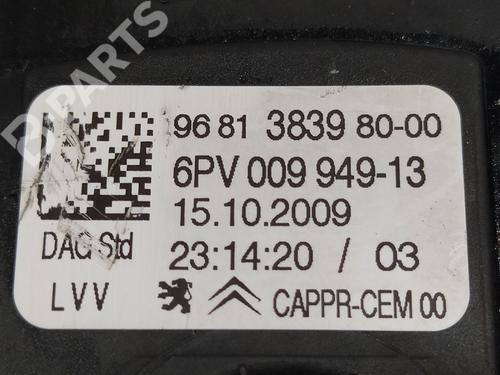 B-PARTS
96 81 3839 80-00
6PV 009 949-13
15.10.2009
DAG Std
23:14:20 / 03
LVV
CAPPR-CEM 00